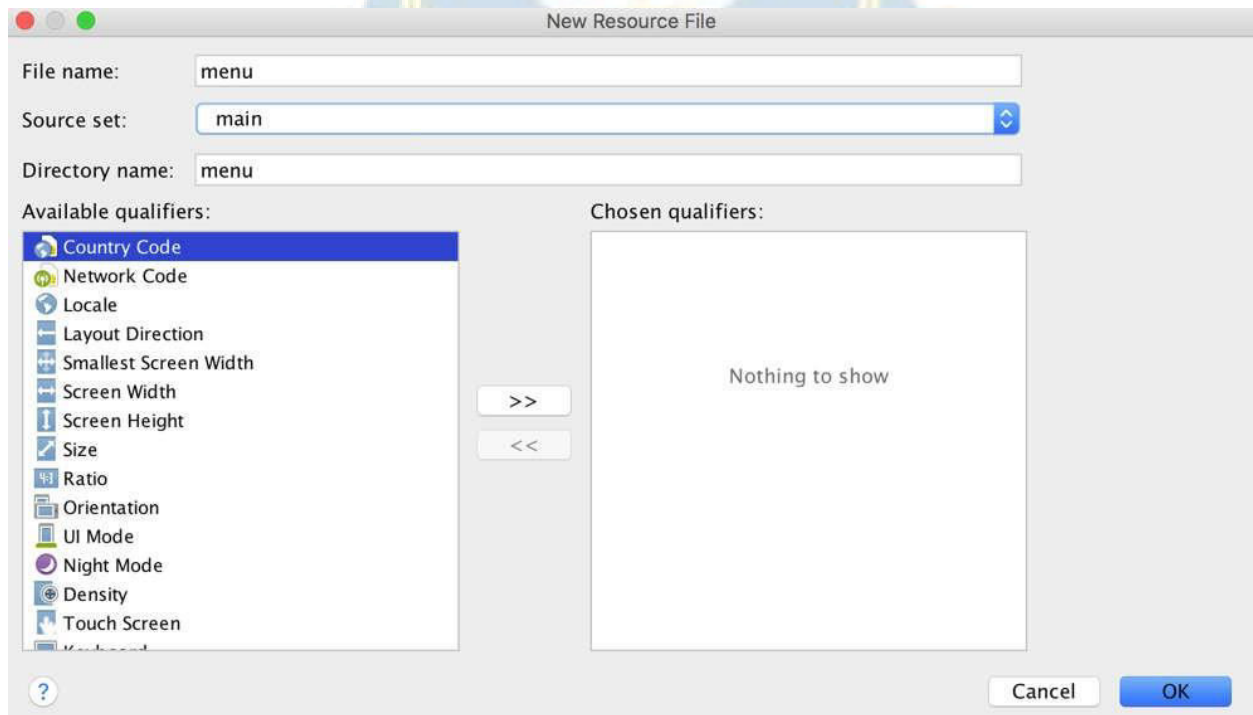 New Resource File
File name: menu
Source set: main
Directory name: menu
Available qualifiers:
Chosen qualifiers:
Country Code
Network Code
Locale
Layout Direction
Smallest Screen Width
Screen Width
Screen Height
Size
Ratio
Orientation
UI Mode
Night Mode
Density
Touch Screen
Keyboard
>>
<<
Nothing to show
?
Cancel
OK